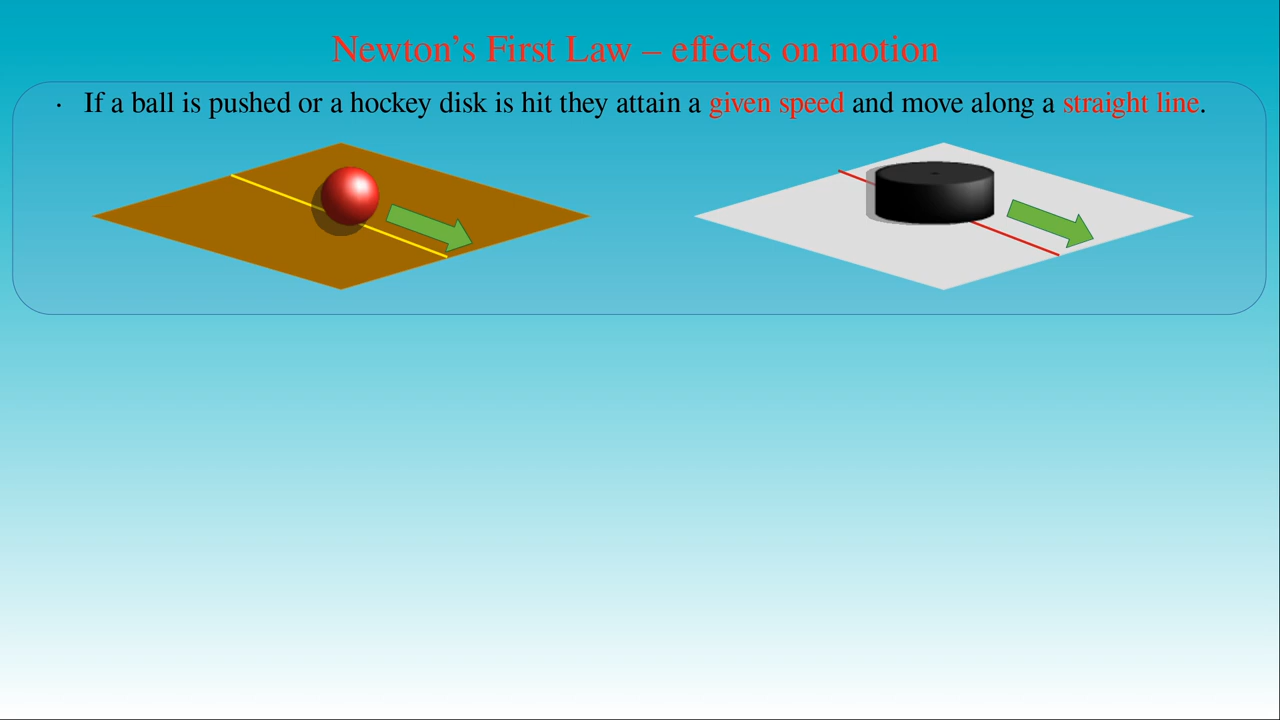 Newton's First Law – effects on motion
· If a ball is pushed or a hockey disk is hit they attain a given speed and move along a straight line.